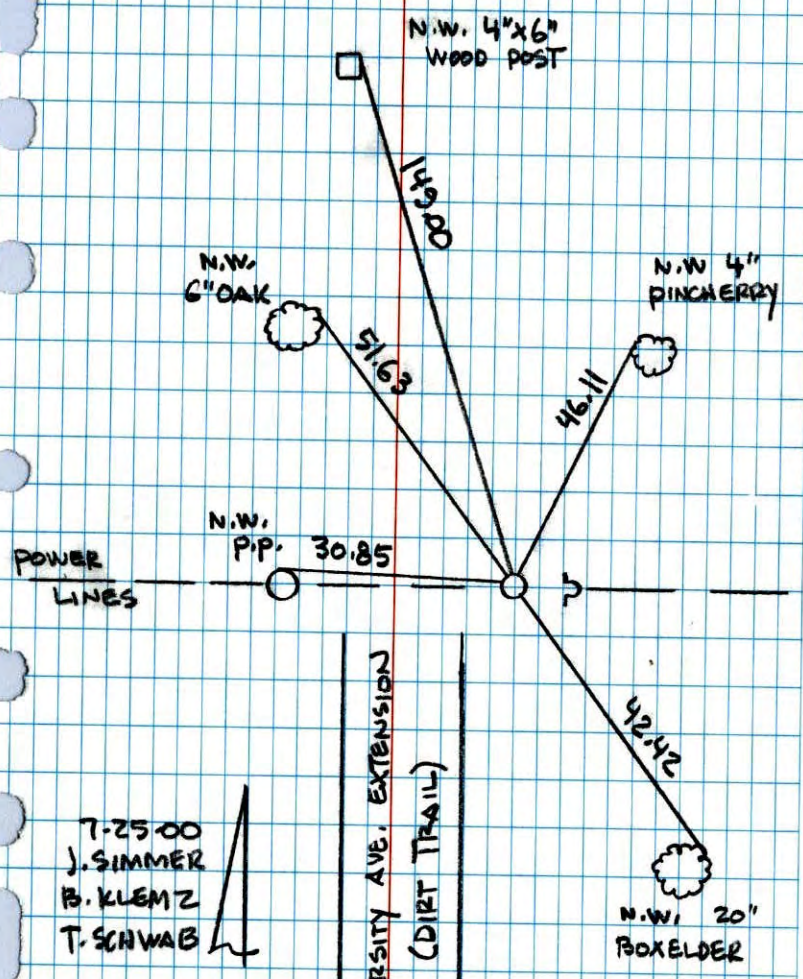 N.W. 4"x6"
WOOD POST
149.00
N.W.
6" OAK
51.63
N.W 4"
PINCHERRY
46.11
N.W.
P.P. 30.85
POWER
LINES
42.42
RSITY AVE. EXTENSION
(DIRT TRAIL)
7-25-00
J. SIMMER
B. KLEMZ
T. SCHWAB
N.W. 20"
BOXELDER